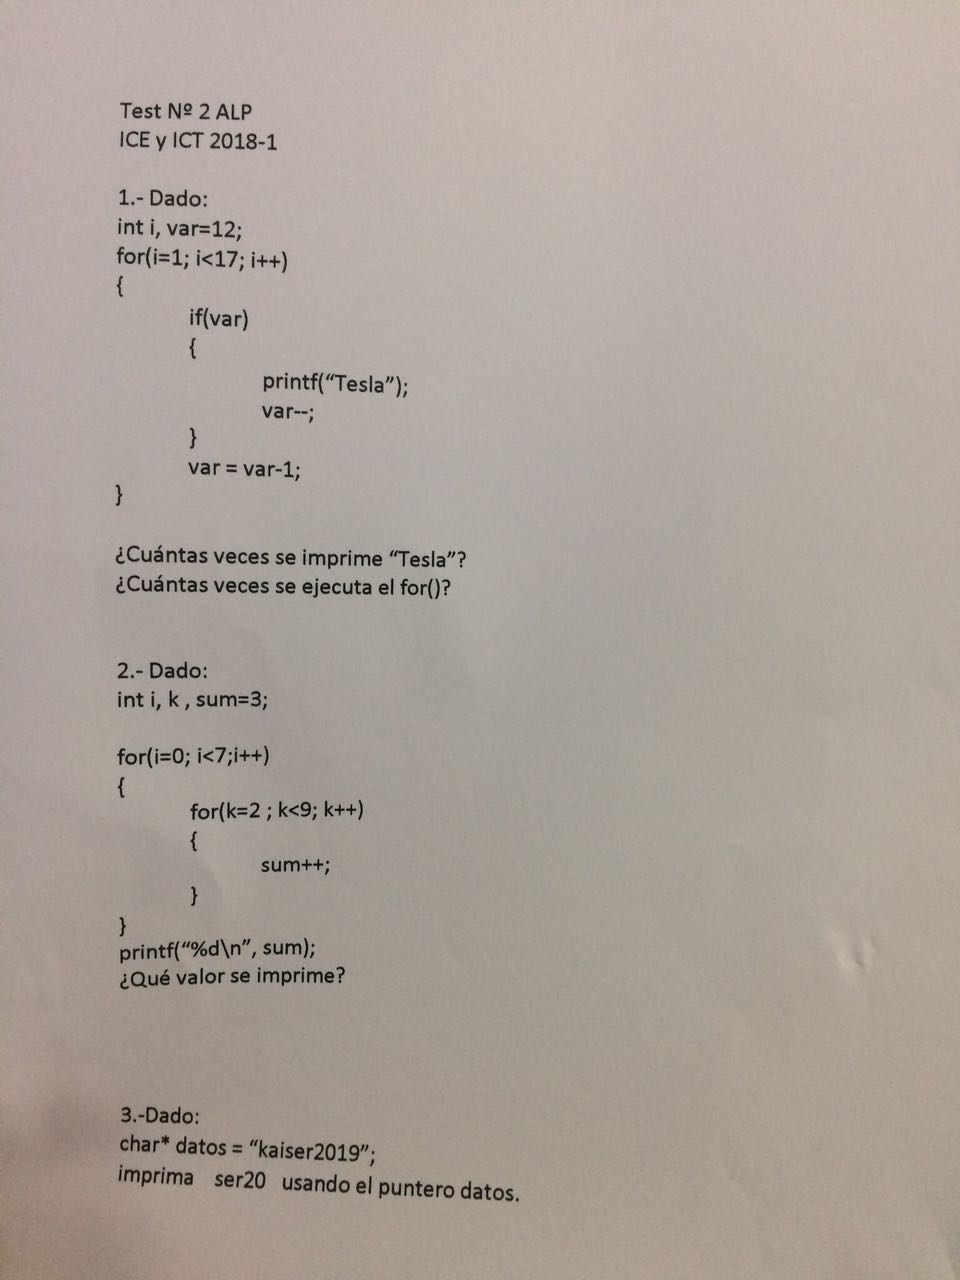 Test Nº 2 ALP
ICE y ICT 2018-1
1.- Dado:
int i, var=12;
for(i=1; i<17; i++)
{
if(var)
{
printf(“Tesla”);
var--;
}
var = var-1;
}
¿Cuántas veces se imprime “Tesla”?
¿Cuántas veces se ejecuta el for()?
2.- Dado:
int i, k , sum=3;
for(i=0; i<7;i++)
{
for(k=2 ; k<9; k++)
{
sum++;
}
}
printf(“%d\n”, sum);
¿Qué valor se imprime?
3.-Dado:
char* datos = “kaiser2019”;
imprima ser20 usando el puntero datos.